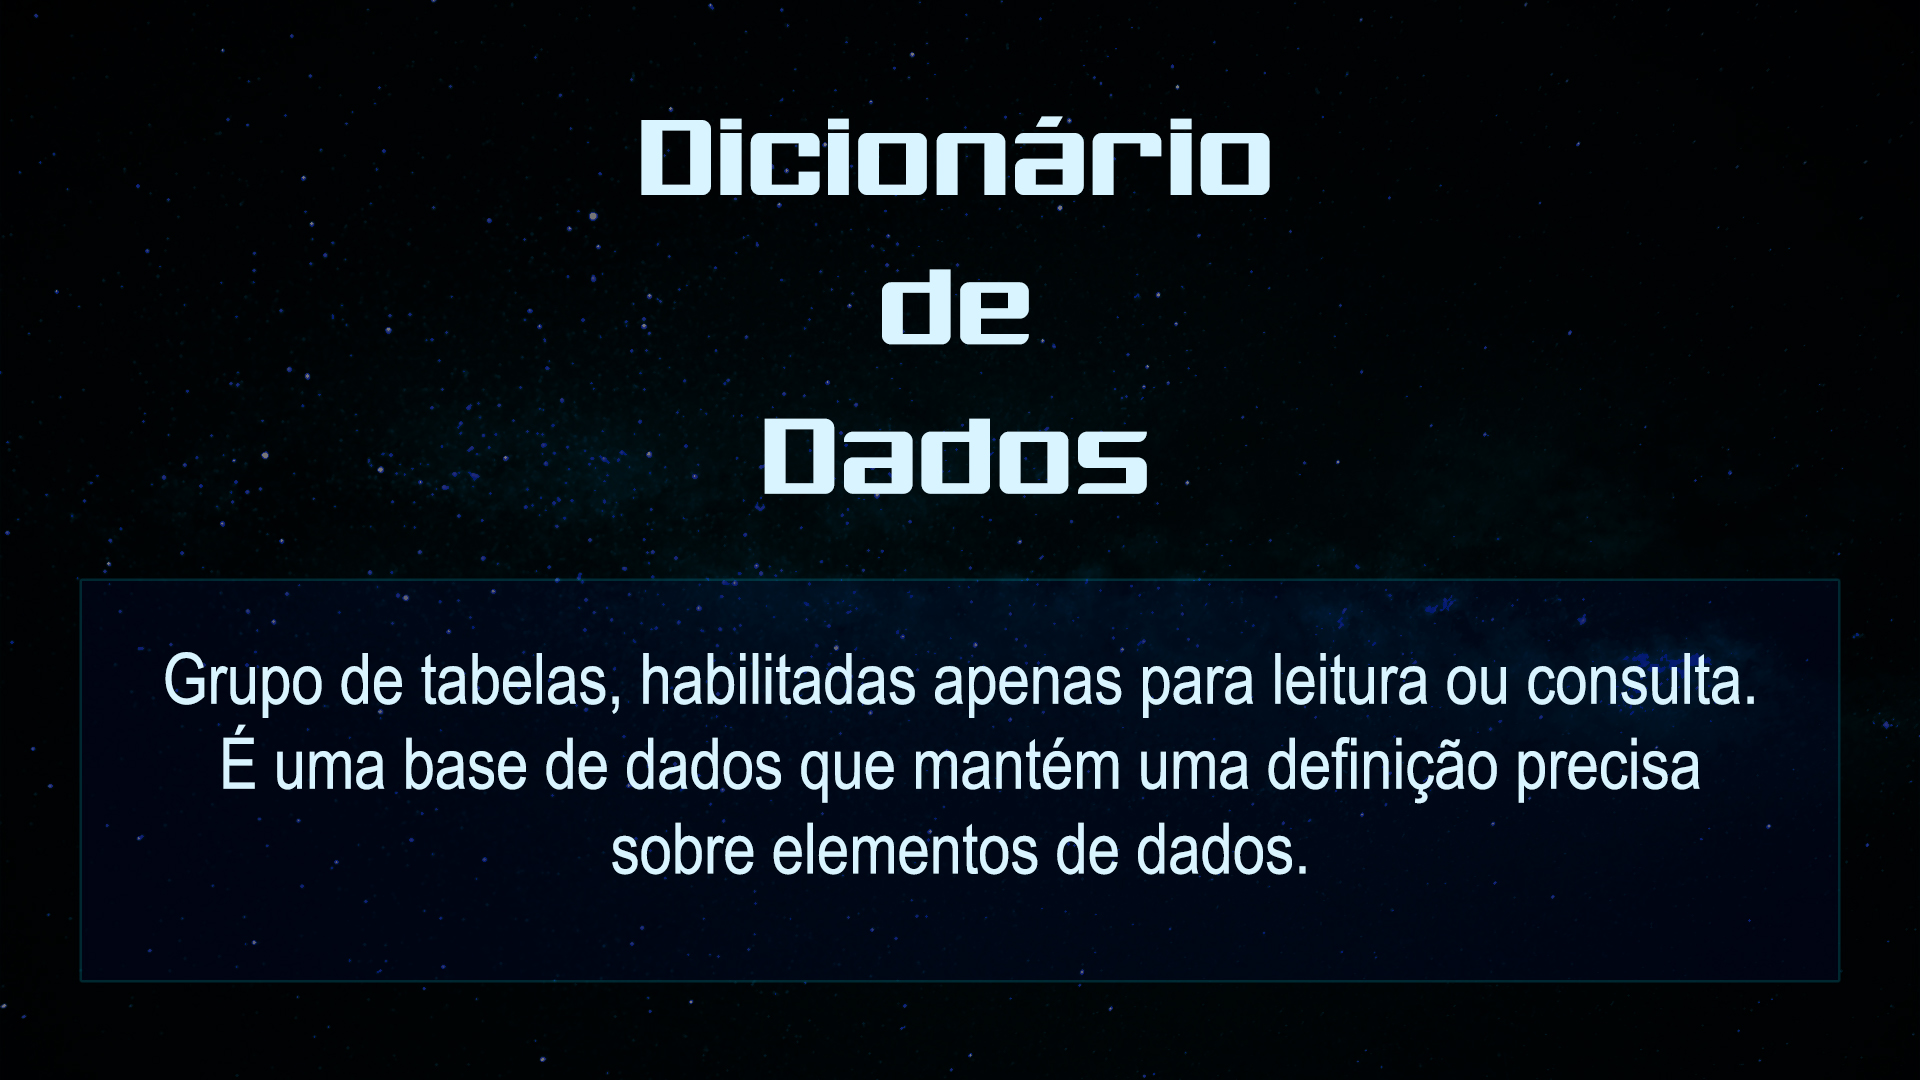 Dicionário
de
Dados
Grupo de tabelas, habilitadas apenas para leitura ou consulta.
É uma base de dados que mantém uma definição precisa
sobre elementos de dados.